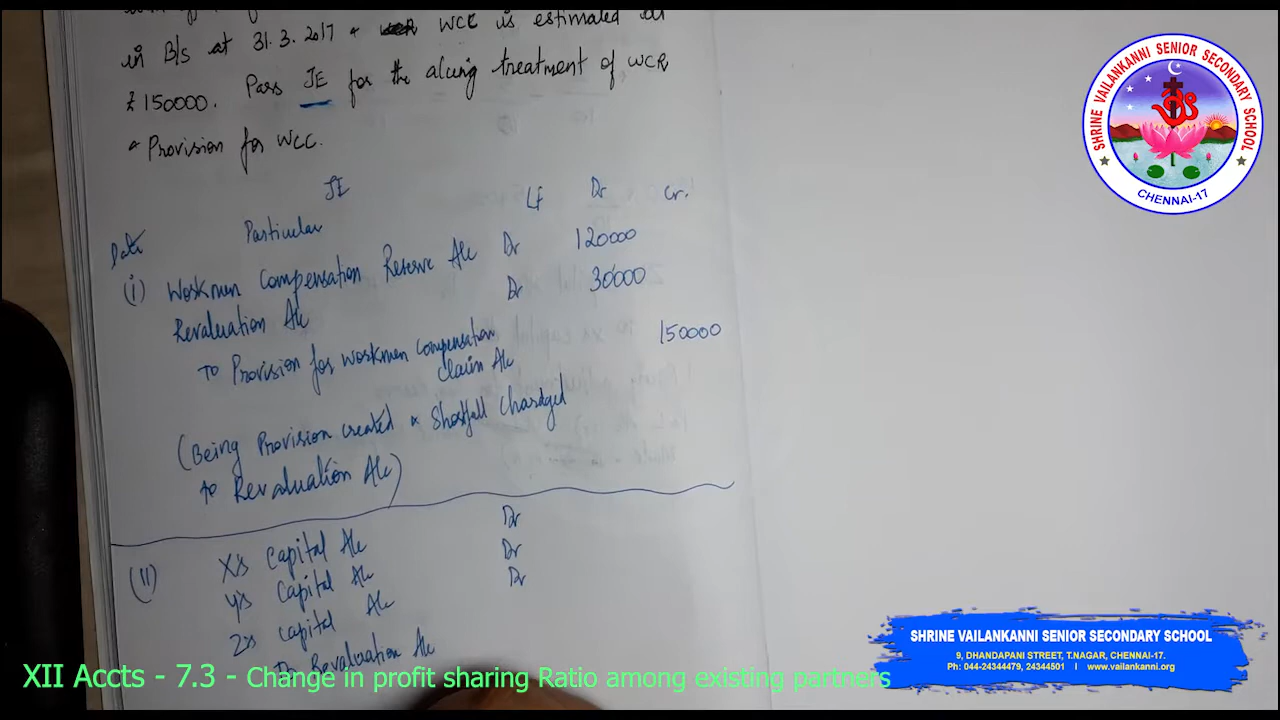 in B/s at 31.3.2017 & WCC is estimated at
₹150000. Pass JE for the acing treatment of WCR
& Provision for WCC.
JE
Date Particular LF Dr Cr.
(i) Workmen Compensation Reserve A/c Dr 120000
Revaluation A/c Dr 30000
To Provision for workmen compensation
claim A/c 150000
(Being Provision created & Shortfall Charged
to Revaluation A/c)
(II) X's Capital A/c Dr
Y's Capital A/c Dr
Z's Capital A/c Dr
To Revaluation A/c
SHRINE VAILANKANNI SENIOR SECONDARY SCHOOL
CHENNAI-17
SHRINE VAILANKANNI SENIOR SECONDARY SCHOOL
9, DHANDAPANI STREET, T.NAGAR, CHENNAI-17.
Ph: 044-24344479, 24344501 I www.vailankanni.org
XII Accts - 7.3 - Change in profit sharing Ratio among existing partners